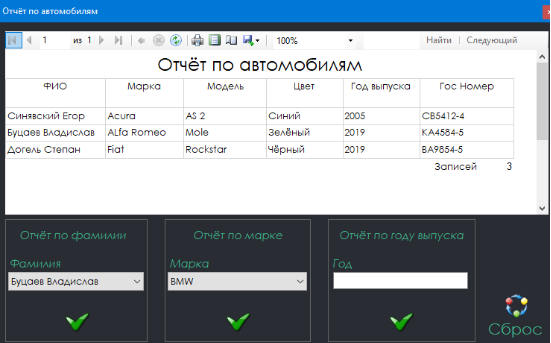 Отчёт по автомобилям
1 из 1 100% Найти | Следующий
Отчёт по автомобилям
ФИО Марка Модель Цвет Год выпуска Гос Номер
Синявский Егор Acura AS 2 Синий 2005 CB5412-4
Буцаев Владислав ALfa Romeo Mole Зелёный 2019 KA4584-5
Догель Степан Fiat Rockstar Чёрный 2019 BA9854-5
Записей 3
Отчёт по фамилии Отчёт по марке Отчёт по году выпуска
Фамилия Марка Год
Буцаев Владислав BMW
Сброс